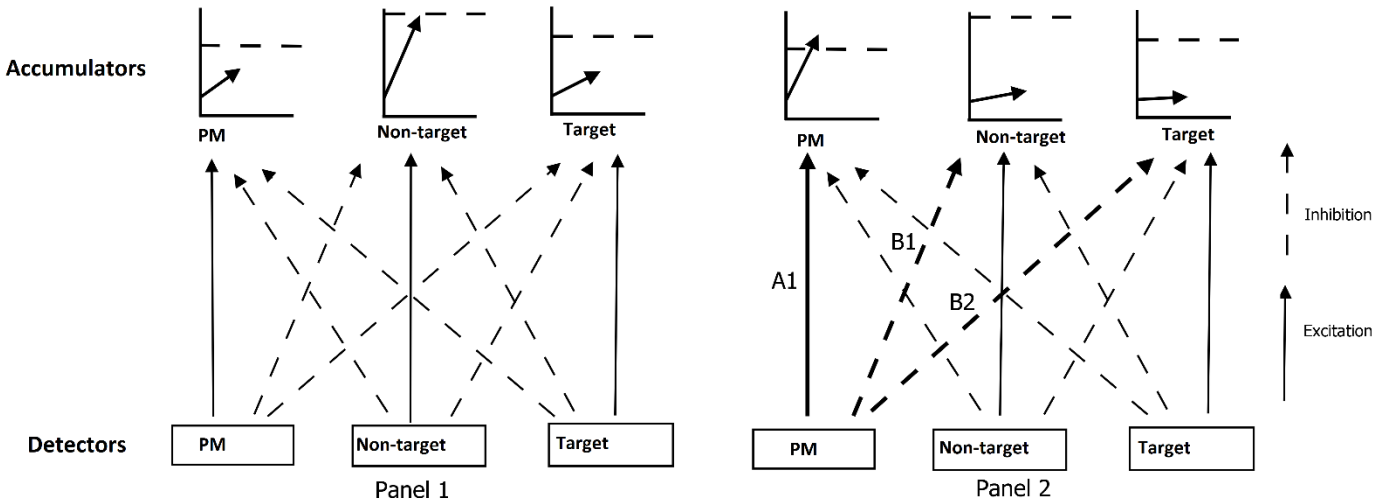 Accumulators
PM
Non-target
Target
PM
Non-target
Target
A1
B1
B2
Inhibition
Excitation
Detectors
PM
Non-target
Target
PM
Non-target
Target
Panel 1
Panel 2